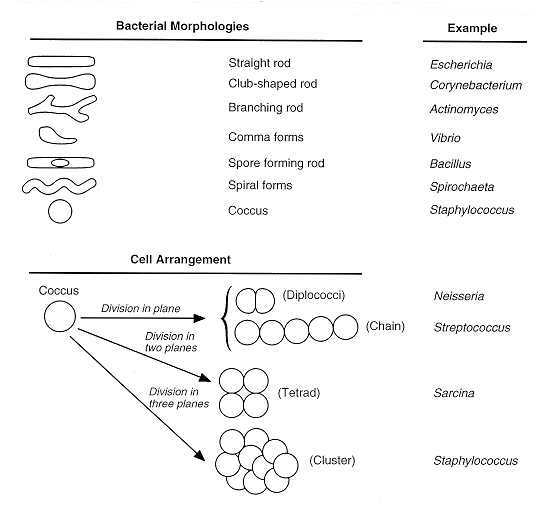 Bacterial Morphologies Example
Straight rod Escherichia
Club-shaped rod Corynebacterium
Branching rod Actinomyces
Comma forms Vibrio
Spore forming rod Bacillus
Spiral forms Spirochaeta
Coccus Staphylococcus
Cell Arrangement
Coccus
Division in plane
(Diplococci) Neisseria
(Chain) Streptococcus
Division in
two planes
(Tetrad) Sarcina
Division in
three planes
(Cluster) Staphylococcus